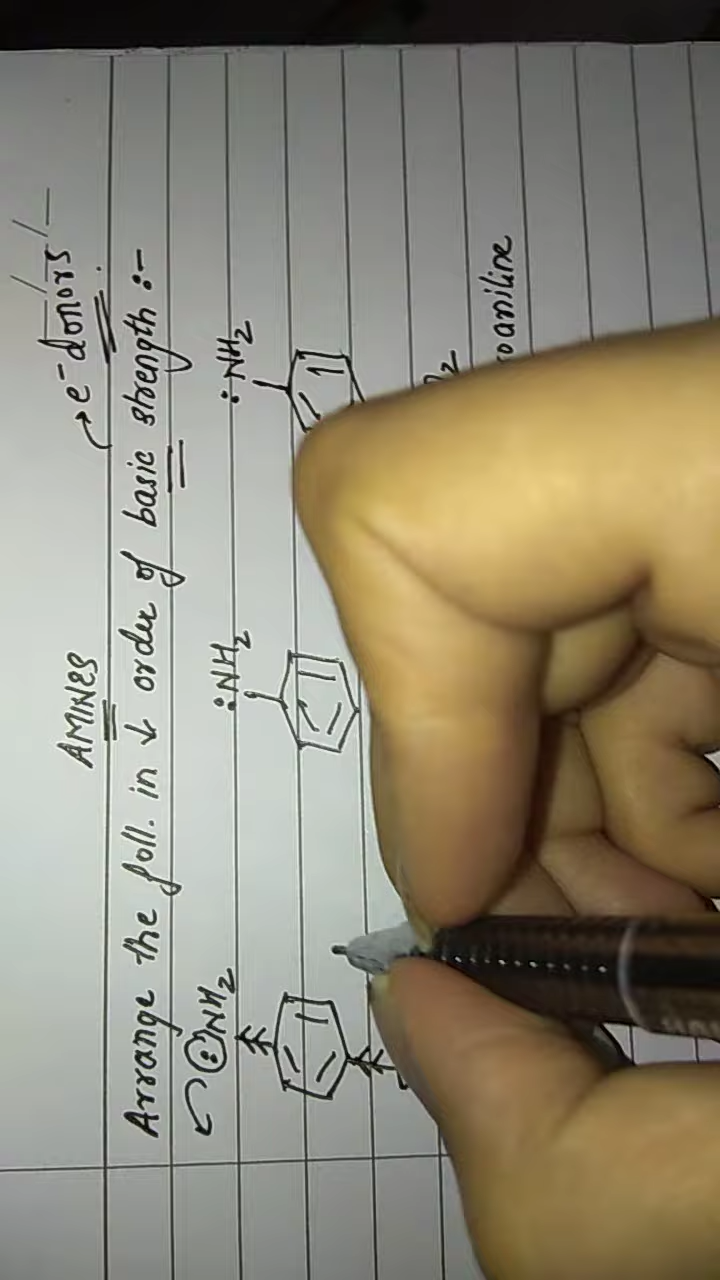 AMINES
→ e⁻ donors
Arrange the foll. in ↓ order of basic strength :-
:NH2 :NH2 :NH2
oaniline